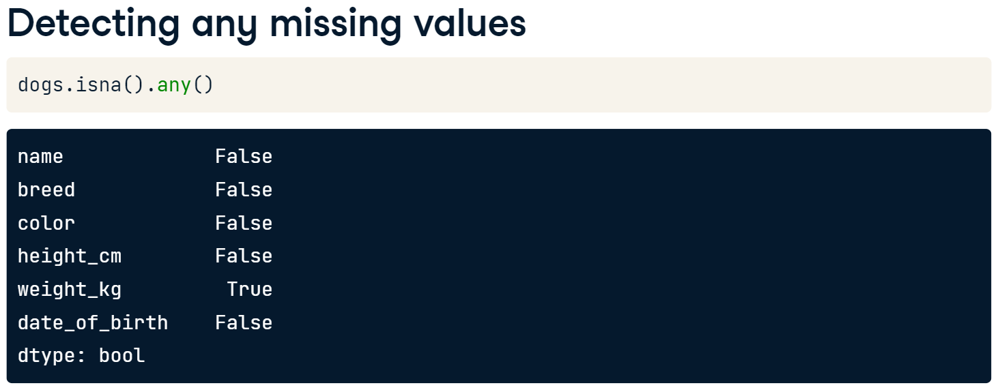 Detecting any missing values
dogs.isna().any()
name             False
breed            False
color            False
height_cm        False
weight_kg         True
date_of_birth    False
dtype: bool